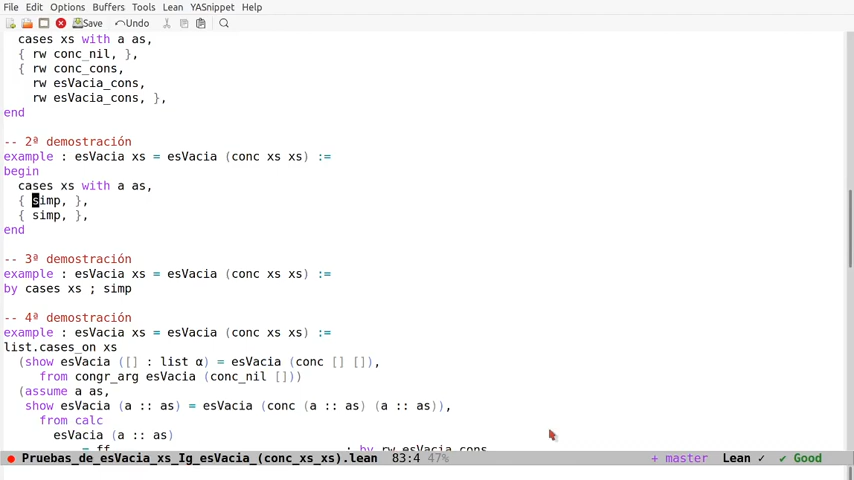 File Edit Options Buffers Tools Lean YASnippet Help
Save Undo
cases xs with a as,
{ rw conc_nil, },
{ rw conc_cons,
rw esVacia_cons,
rw esVacia_cons, },
end
-- 2ª demostración
example : esVacia xs = esVacia (conc xs xs) :=
begin
cases xs with a as,
{ simp, },
{ simp, },
end
-- 3ª demostración
example : esVacia xs = esVacia (conc xs xs) :=
by cases xs ; simp
-- 4ª demostración
example : esVacia xs = esVacia (conc xs xs) :=
list.cases_on xs
(show esVacia ([] : list α) = esVacia (conc [] []),
from congr_arg esVacia (conc_nil []))
(assume a as,
show esVacia (a :: as) = esVacia (conc (a :: as) (a :: as)),
from calc
esVacia (a :: as)
= ff : by rw esVacia_cons
Pruebas_de_esVacia_xs_Ig_esVacia_(conc_xs_xs).lean 83:4 47% + master Lean ✓ ✓ Good